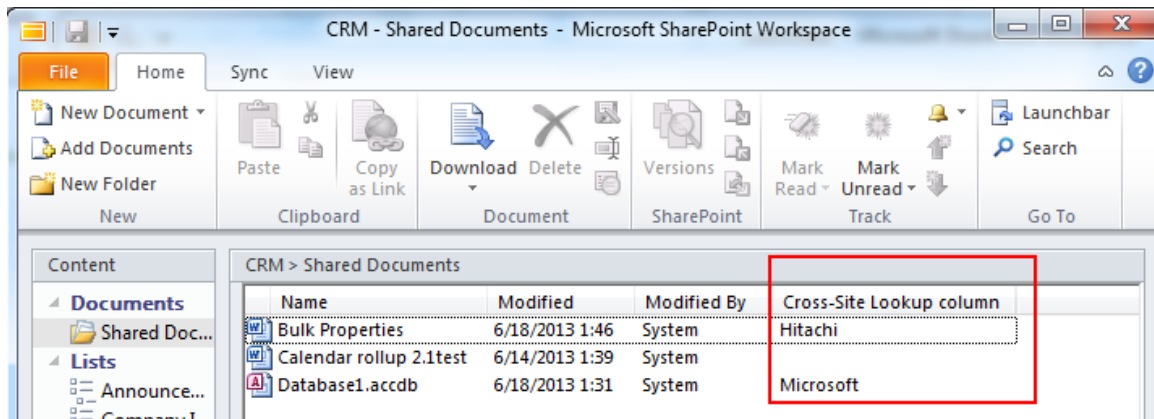 CRM - Shared Documents - Microsoft SharePoint Workspace
File Home Sync View
New Document
Add Documents
New Folder
New
Paste
Copy as Link
Clipboard
Download Delete
Document
Versions
SharePoint
Mark Read
Mark Unread
Track
Launchbar
Search
Go To
Content
Documents
Shared Doc...
Lists
Announce...
CRM > Shared Documents
Name Modified Modified By Cross-Site Lookup column
Bulk Properties 6/18/2013 1:46 System Hitachi
Calendar rollup 2.1test 6/14/2013 1:39 System
Database1.accdb 6/18/2013 1:31 System Microsoft